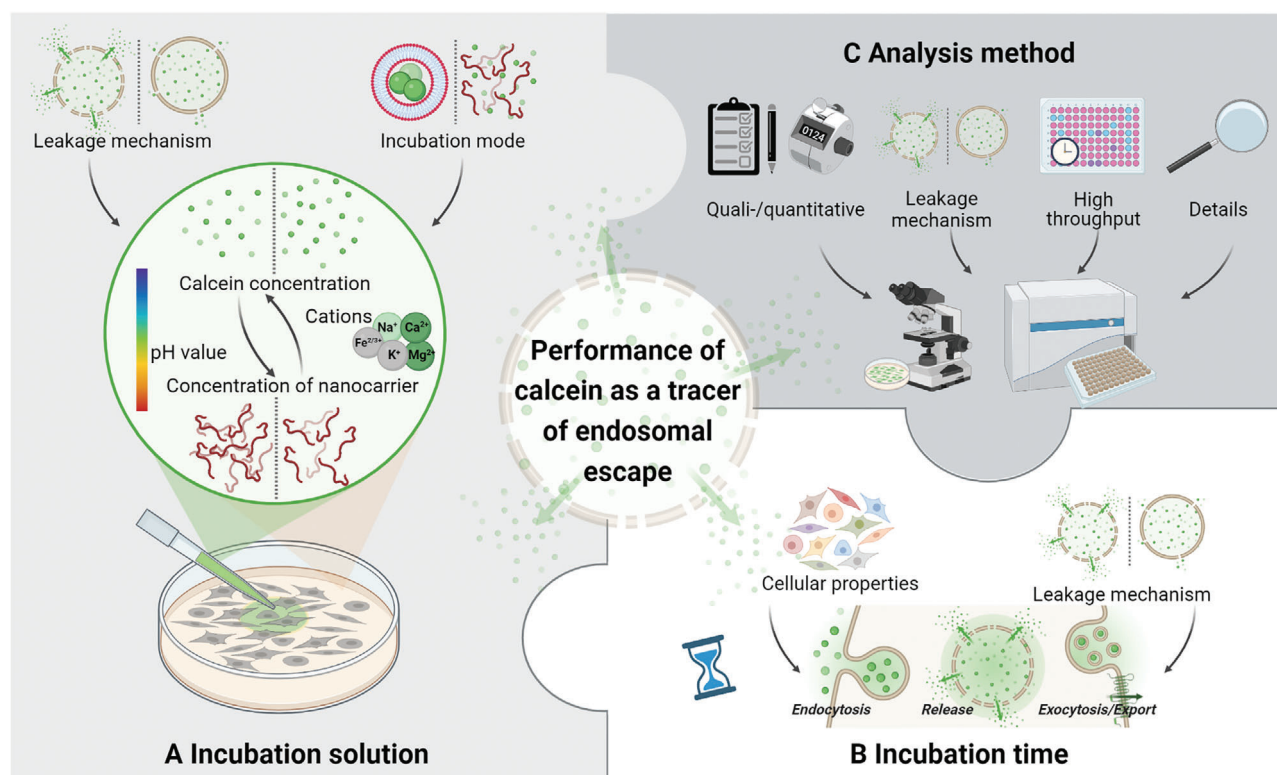 Leakage mechanism
Incubation mode
Calcein concentration
Cations
Na⁺
Ca²⁺
Fe²ᐟ³⁺
K⁺
Mg²⁺
pH value
Concentration of nanocarrier
A Incubation solution
Performance of
calcein as a tracer
of endosomal
escape
C Analysis method
0124
Quali-/quantitative
Leakage
mechanism
High
throughput
Details
Cellular properties
Leakage mechanism
Endocytosis
Release
Exocytosis/Export
B Incubation time